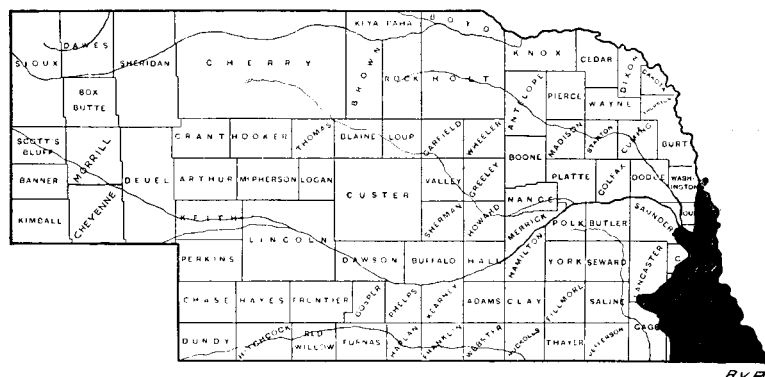 KEYA PAHA BOYD
DAWES
KNOX
SIOUX SHERIDAN CHERRY BROWN ROCK HOLT CEDAR DIXON DAKOTA
BOX BUTTE
ANTELOPE PIERCE WAYNE THURSTON
GRANT HOOKER THOMAS BLAINE LOUP GARFIELD WHEELER MADISON STANTON CUMING BURT
SCOTT'S BLUFF MORRILL
BOONE
BANNER DEUEL ARTHUR McPHERSON LOGAN CUSTER VALLEY GREELEY PLATTE COLFAX DODGE WASH-INGTON
NANCE
KIMBALL CHEYENNE KEITH LINCOLN SHERMAN HOWARD MERRICK POLK BUTLER SAUNDER
PERKINS DAWSON BUFFALO HALL HAMILTON YORK SEWARD LANCASTER
CHASE HAYES FRONTIER GOSPER PHELPS KEARNEY ADAMS CLAY FILLMORE SALINE
GAGE
DUNDY HITCHCOCK RED WILLOW FURNAS HARLAN FRANKLIN WEBSTER NUCKOLLS THAYER JEFFERSON